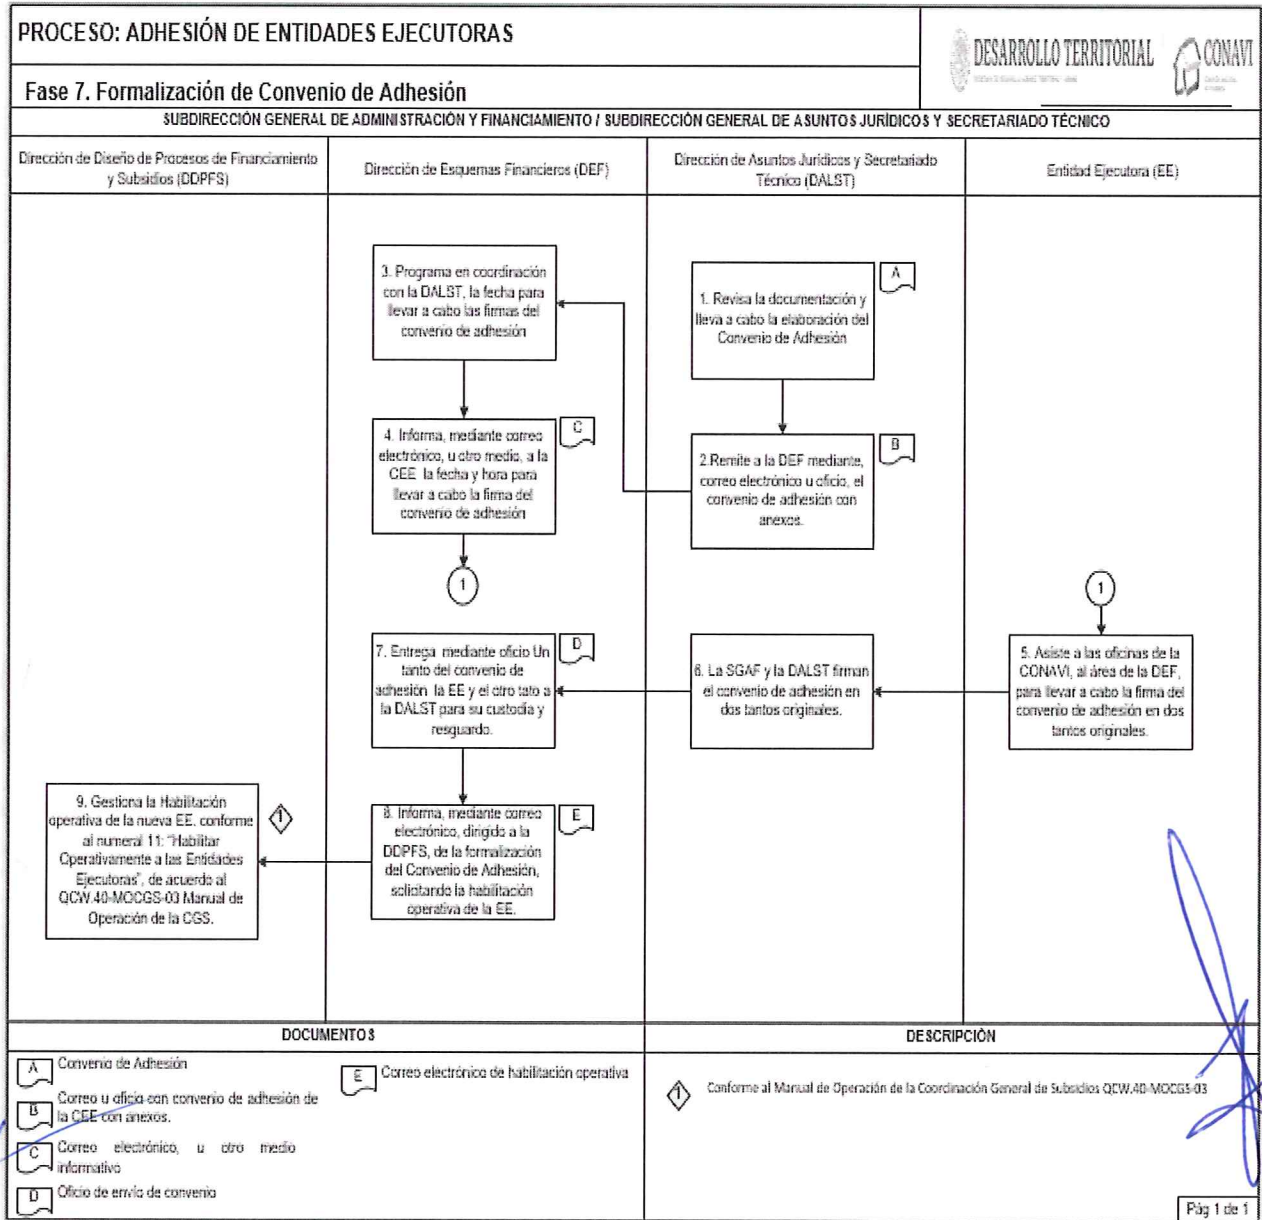 PROCESO: ADHESIÓN DE ENTIDADES EJECUTORAS
DESARROLLO TERRITORIAL
CONAVI
Fase 7. Formalización de Convenio de Adhesión
SUBDIRECCIÓN GENERAL DE ADMINISTRACIÓN Y FINANCIAMIENTO / SUBDIRECCIÓN GENERAL DE ASUNTOS JURÍDICOS Y SECRETARIADO TÉCNICO
Dirección de Diseño de Procesos de Financiamiento
y Subsidios (DDPFS)
Dirección de Esquemas Financieros (DEF)
Dirección de Asuntos Jurídicos y Secretariado
Técnico (DALST)
Entidad Ejecutora (EE)
A
1. Revisa la documentación y
lleva a cabo la elaboración del
Convenio de Adhesión
B
2.Remite a la DEF mediante,
correo electrónico u oficio, el
convenio de adhesión con
anexos.
3. Programa en coordinación
con la DALST, la fecha para
llevar a cabo las firmas del
convenio de adhesión
C
4. Informa, mediante correo
electrónico, u otro medio, a la
CEE la fecha y hora para
llevar a cabo la firma del
convenio de adhesión
1
1
5. Asiste a las oficinas de la
CONAVI, al área de la DEF,
para llevar a cabo la firma del
convenio de adhesión en dos
tantos originales.
6. La SGAF y la DALST firman
el convenio de adhesión en
dos tantos originales.
D
7. Entrega mediante oficio Un
tanto del convenio de
adhesión la EE y el otro tato a
la DALST para su custodia y
resguardo.
E
8. Informa, mediante correo
electrónico, dirigido a la
DDPFS, de la formalización
del Convenio de Adhesión,
solicitando la habilitación
operativa de la EE.
1
9. Gestiona la Habilitación
operativa de la nueva EE. conforme
al numeral 11: "Habilitar
Operativamente a las Entidades
Ejecutoras", de acuerdo al
QCW.40-MOCGS-03 Manual de
Operación de la CGS.
DOCUMENTOS
DESCRIPCIÓN
A Convenio de Adhesión
B Correo u oficio con convenio de adhesión de
la CEE con anexos.
C Correo electrónico, u otro medio
informativo
D Oficio de envío de convenio
E Correo electrónico de habilitación operativa
1 Conforme al Manual de Operación de la Coordinación General de Subsidios QCW.40-MOCGS-03
Pág 1 de 1